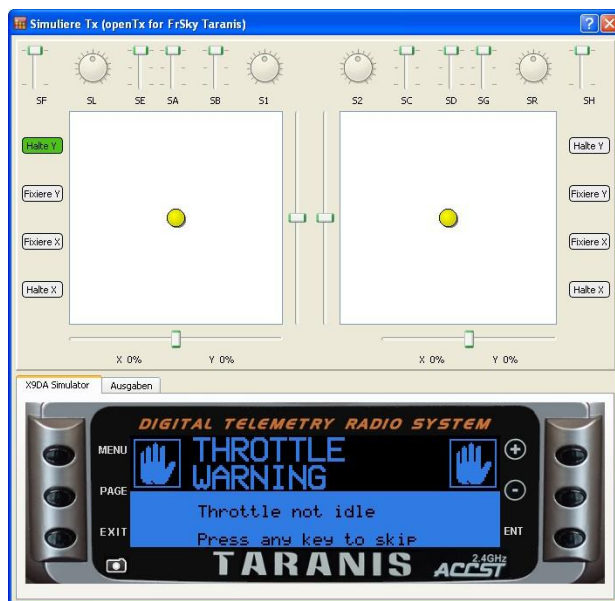 Simuliere Tx (openTx for FrSky Taranis)
SF SL SE SA SB S1 S2 SC SD SG SR SH
Halte Y Halte Y
Fixiere Y Fixiere Y
Fixiere X Fixiere X
Halte X Halte X
X 0% Y 0% X 0% Y 0%
X9DA Simulator Ausgaben
DIGITAL TELEMETRY RADIO SYSTEM
MENU THROTTLE +
WARNING
PAGE Throttle not idle -
EXIT Press any key to skip ENT
TARANIS 2.4GHz
ACCST